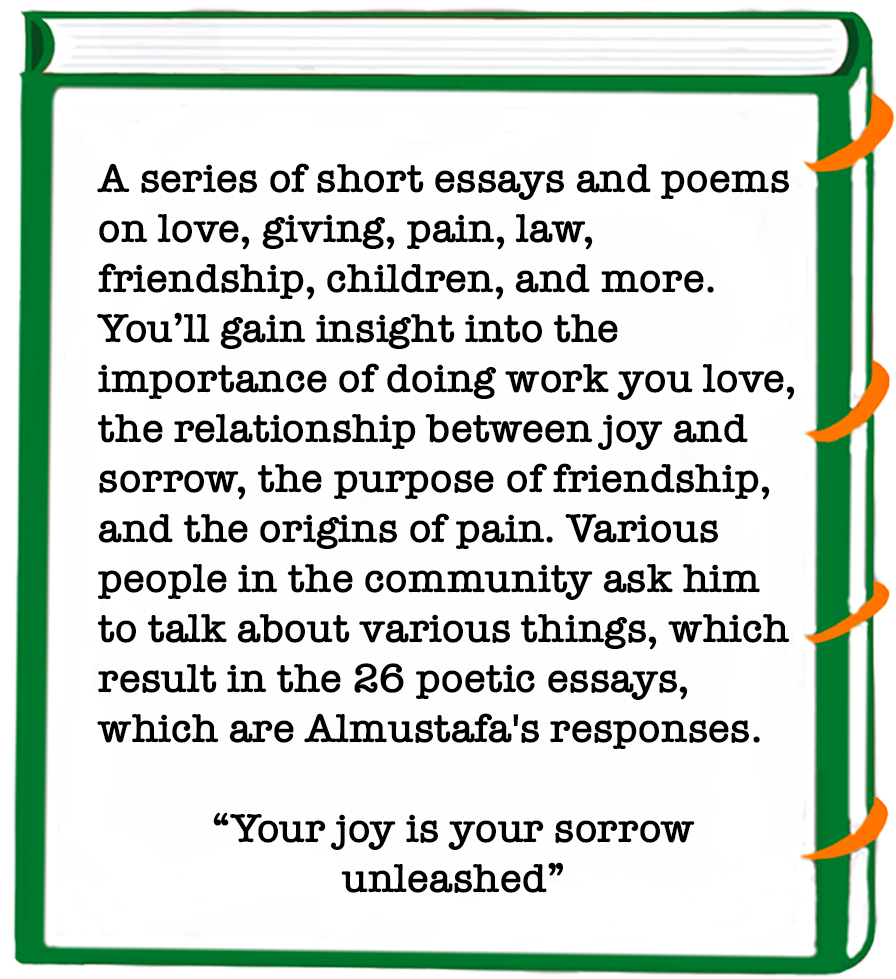 A series of short essays and poems
on love, giving, pain, law,
friendship, children, and more.
You’ll gain insight into the
importance of doing work you love,
the relationship between joy and
sorrow, the purpose of friendship,
and the origins of pain. Various
people in the community ask him
to talk about various things, which
result in the 26 poetic essays,
which are Almustafa's responses.
“Your joy is your sorrow
unleashed”